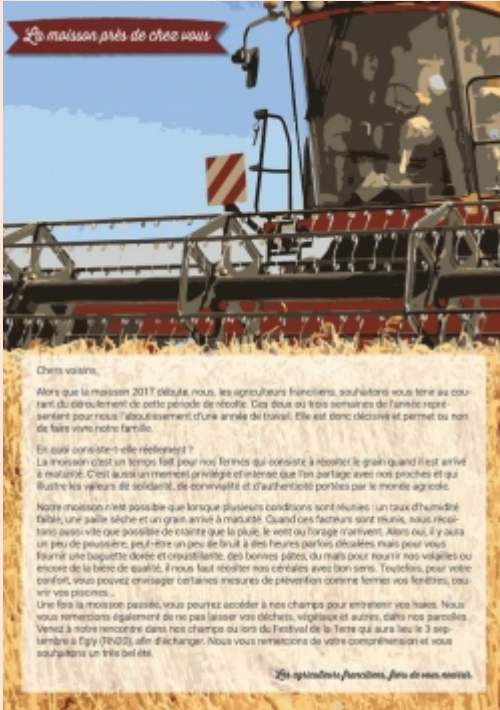 La moisson près de chez vous
Chers voisins,
Alors que la moisson 2017 débute, nous, les agriculteurs franciliens, souhaitons vous tenir au cou-
rant du déroulement de cette période de récolte. Ces deux ou trois semaines de l'année repré-
sentent pour nous l'aboutissement d'une année de travail. Elle est donc décisive et permet ou non
de faire vivre notre famille.
En quoi consiste-t-elle réellement ?
La moisson c'est un temps fort pour nos fermes qui consiste à récolter le grain quand il est arrivé
à maturité. C'est aussi un moment privilégié et intense que l'on partage avec nos proches et qui
illustre les valeurs de solidarité, de convivialité et d'authenticité portées par le monde agricole.
Notre moisson n'est possible que lorsque plusieurs conditions sont réunies : un taux d'humidité
faible, une paille sèche et un grain arrivé à maturité. Quand ces facteurs sont réunis, nous récol-
tons aussi vite que possible de crainte que la pluie, le vent ou l'orage n'arrivent. Alors oui, il y aura
un peu de poussière, peut-être un peu de bruit à des heures parfois décalées mais pour vous
fournir une baguette dorée et croustillante, des bonnes pâtes, du maïs pour nourrir nos volailles ou
encore de la bière de qualité, il nous faut récolter nos céréales avec bon sens. Toutefois, pour votre
confort, vous pouvez envisager certaines mesures de prévention comme fermer vos fenêtres, cou-
vrir vos piscines...
Une fois la moisson passée, vous pourrez accéder à nos champs pour entretenir vos haies. Nous
vous remercions également de ne pas laisser vos déchets, végétaux et autres, dans nos parcelles.
Venez à notre rencontre dans nos champs ou lors du Festival de la Terre qui aura lieu le 3 sep-
tembre à Egly (RN20), afin d'échanger. Nous vous remercions de votre compréhension et vous
souhaitons un très bel été.
Les agriculteurs franciliens, fiers de vous nourrir.